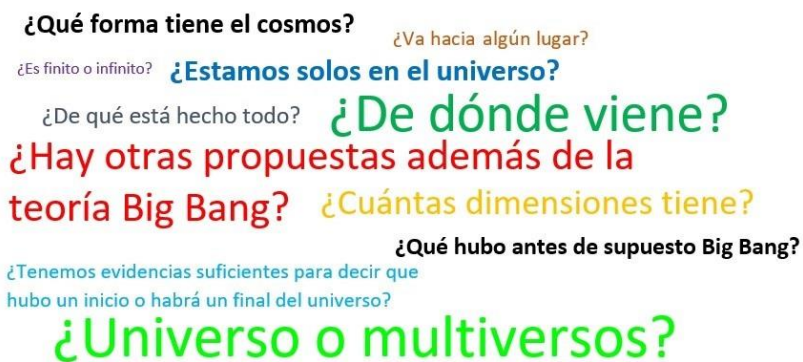 ¿Qué forma tiene el cosmos?
¿Va hacia algún lugar?
¿Es finito o infinito?
¿Estamos solos en el universo?
¿De qué está hecho todo?
¿De dónde viene?
¿Hay otras propuestas además de la
teoría Big Bang?
¿Cuántas dimensiones tiene?
¿Qué hubo antes de supuesto Big Bang?
¿Tenemos evidencias suficientes para decir que
hubo un inicio o habrá un final del universo?
¿Universo o multiversos?